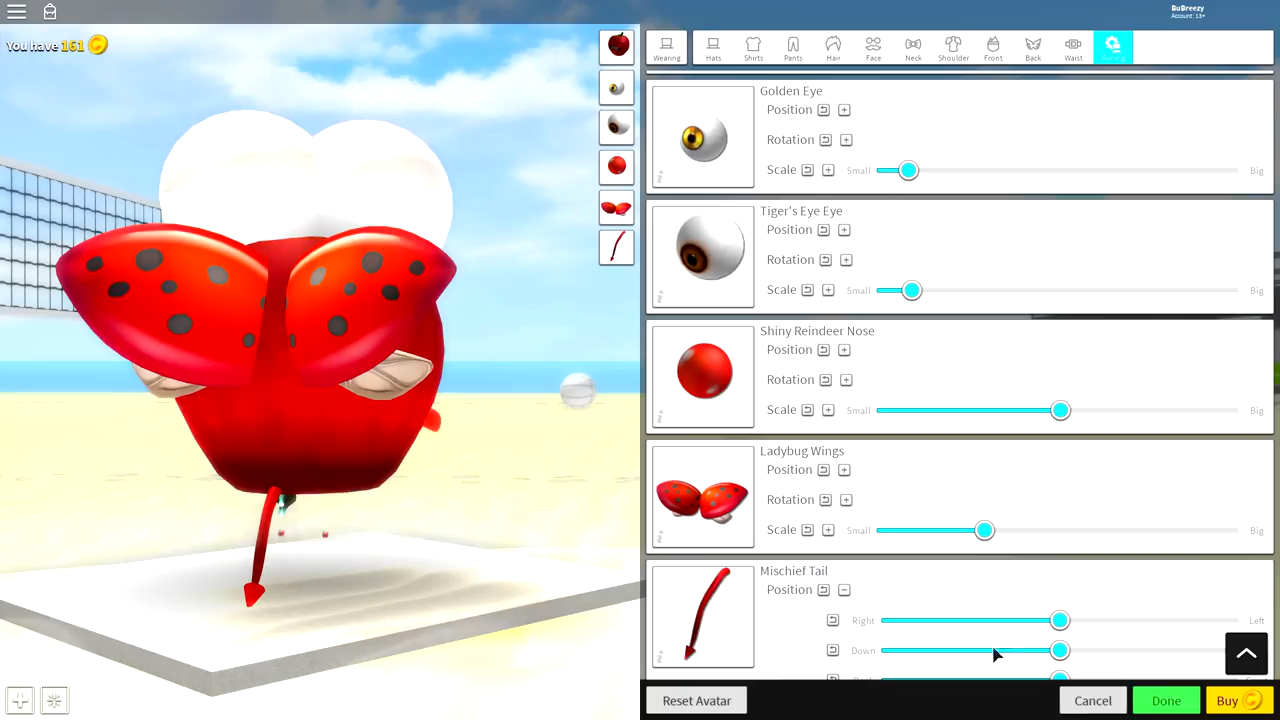 BuBreezy
Account: 13+
You have 161
Wearing
Hats
Shirts
Pants
Hair
Face
Neck
Shoulder
Front
Back
Waist
Golden Eye
Position
Rotation
Scale Small Big
Tiger's Eye Eye
Position
Rotation
Scale Small Big
Shiny Reindeer Nose
Position
Rotation
Scale Small Big
Ladybug Wings
Position
Rotation
Scale Small Big
Mischief Tail
Position
Right Left
Down
Reset Avatar
Cancel
Done
Buy